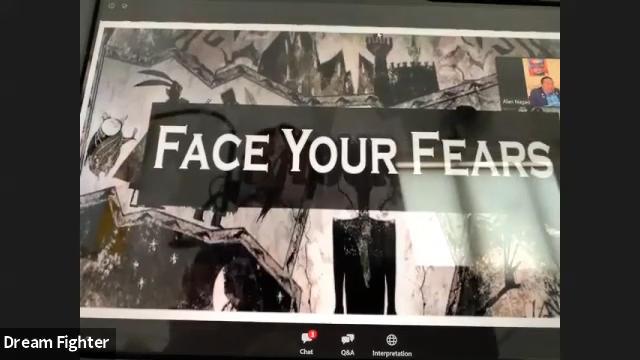 FACE YOUR FEARS
Chat
Q&A
Interpretation
Dream Fighter